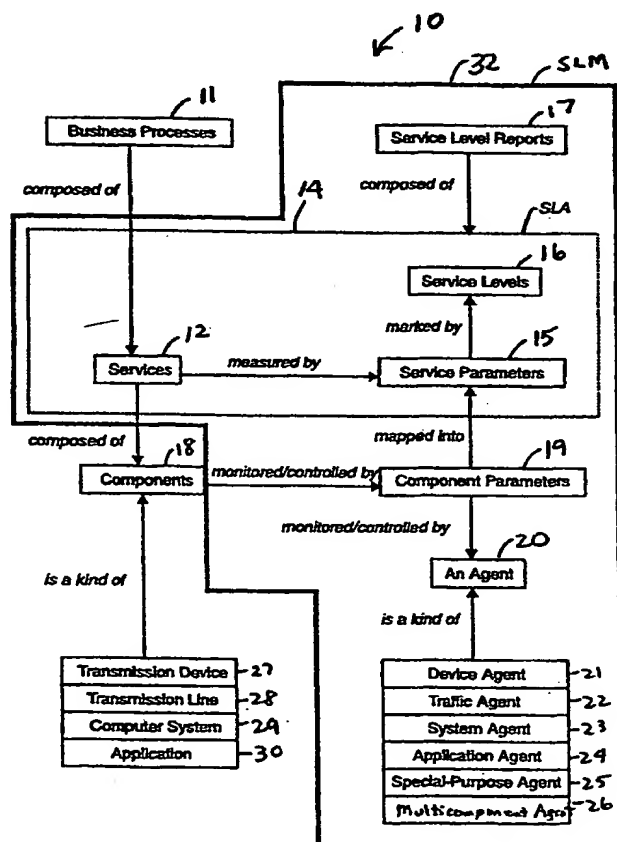 10
32
SLM
11
17
Business Processes
Service Level Reports
composed of
14
composed of
SLA
16
Service Levels
marked by
12
15
Services
measured by
Service Parameters
composed of
mapped into
18
19
Components
monitored/controlled by
Component Parameters
monitored/controlled by
20
An Agent
is a kind of
is a kind of
Transmission Device 27
Transmission Line 28
Computer System 29
Application 30
Device Agent 21
Traffic Agent 22
System Agent 23
Application Agent 24
Special-Purpose Agent 25
Multicompment Agent 26